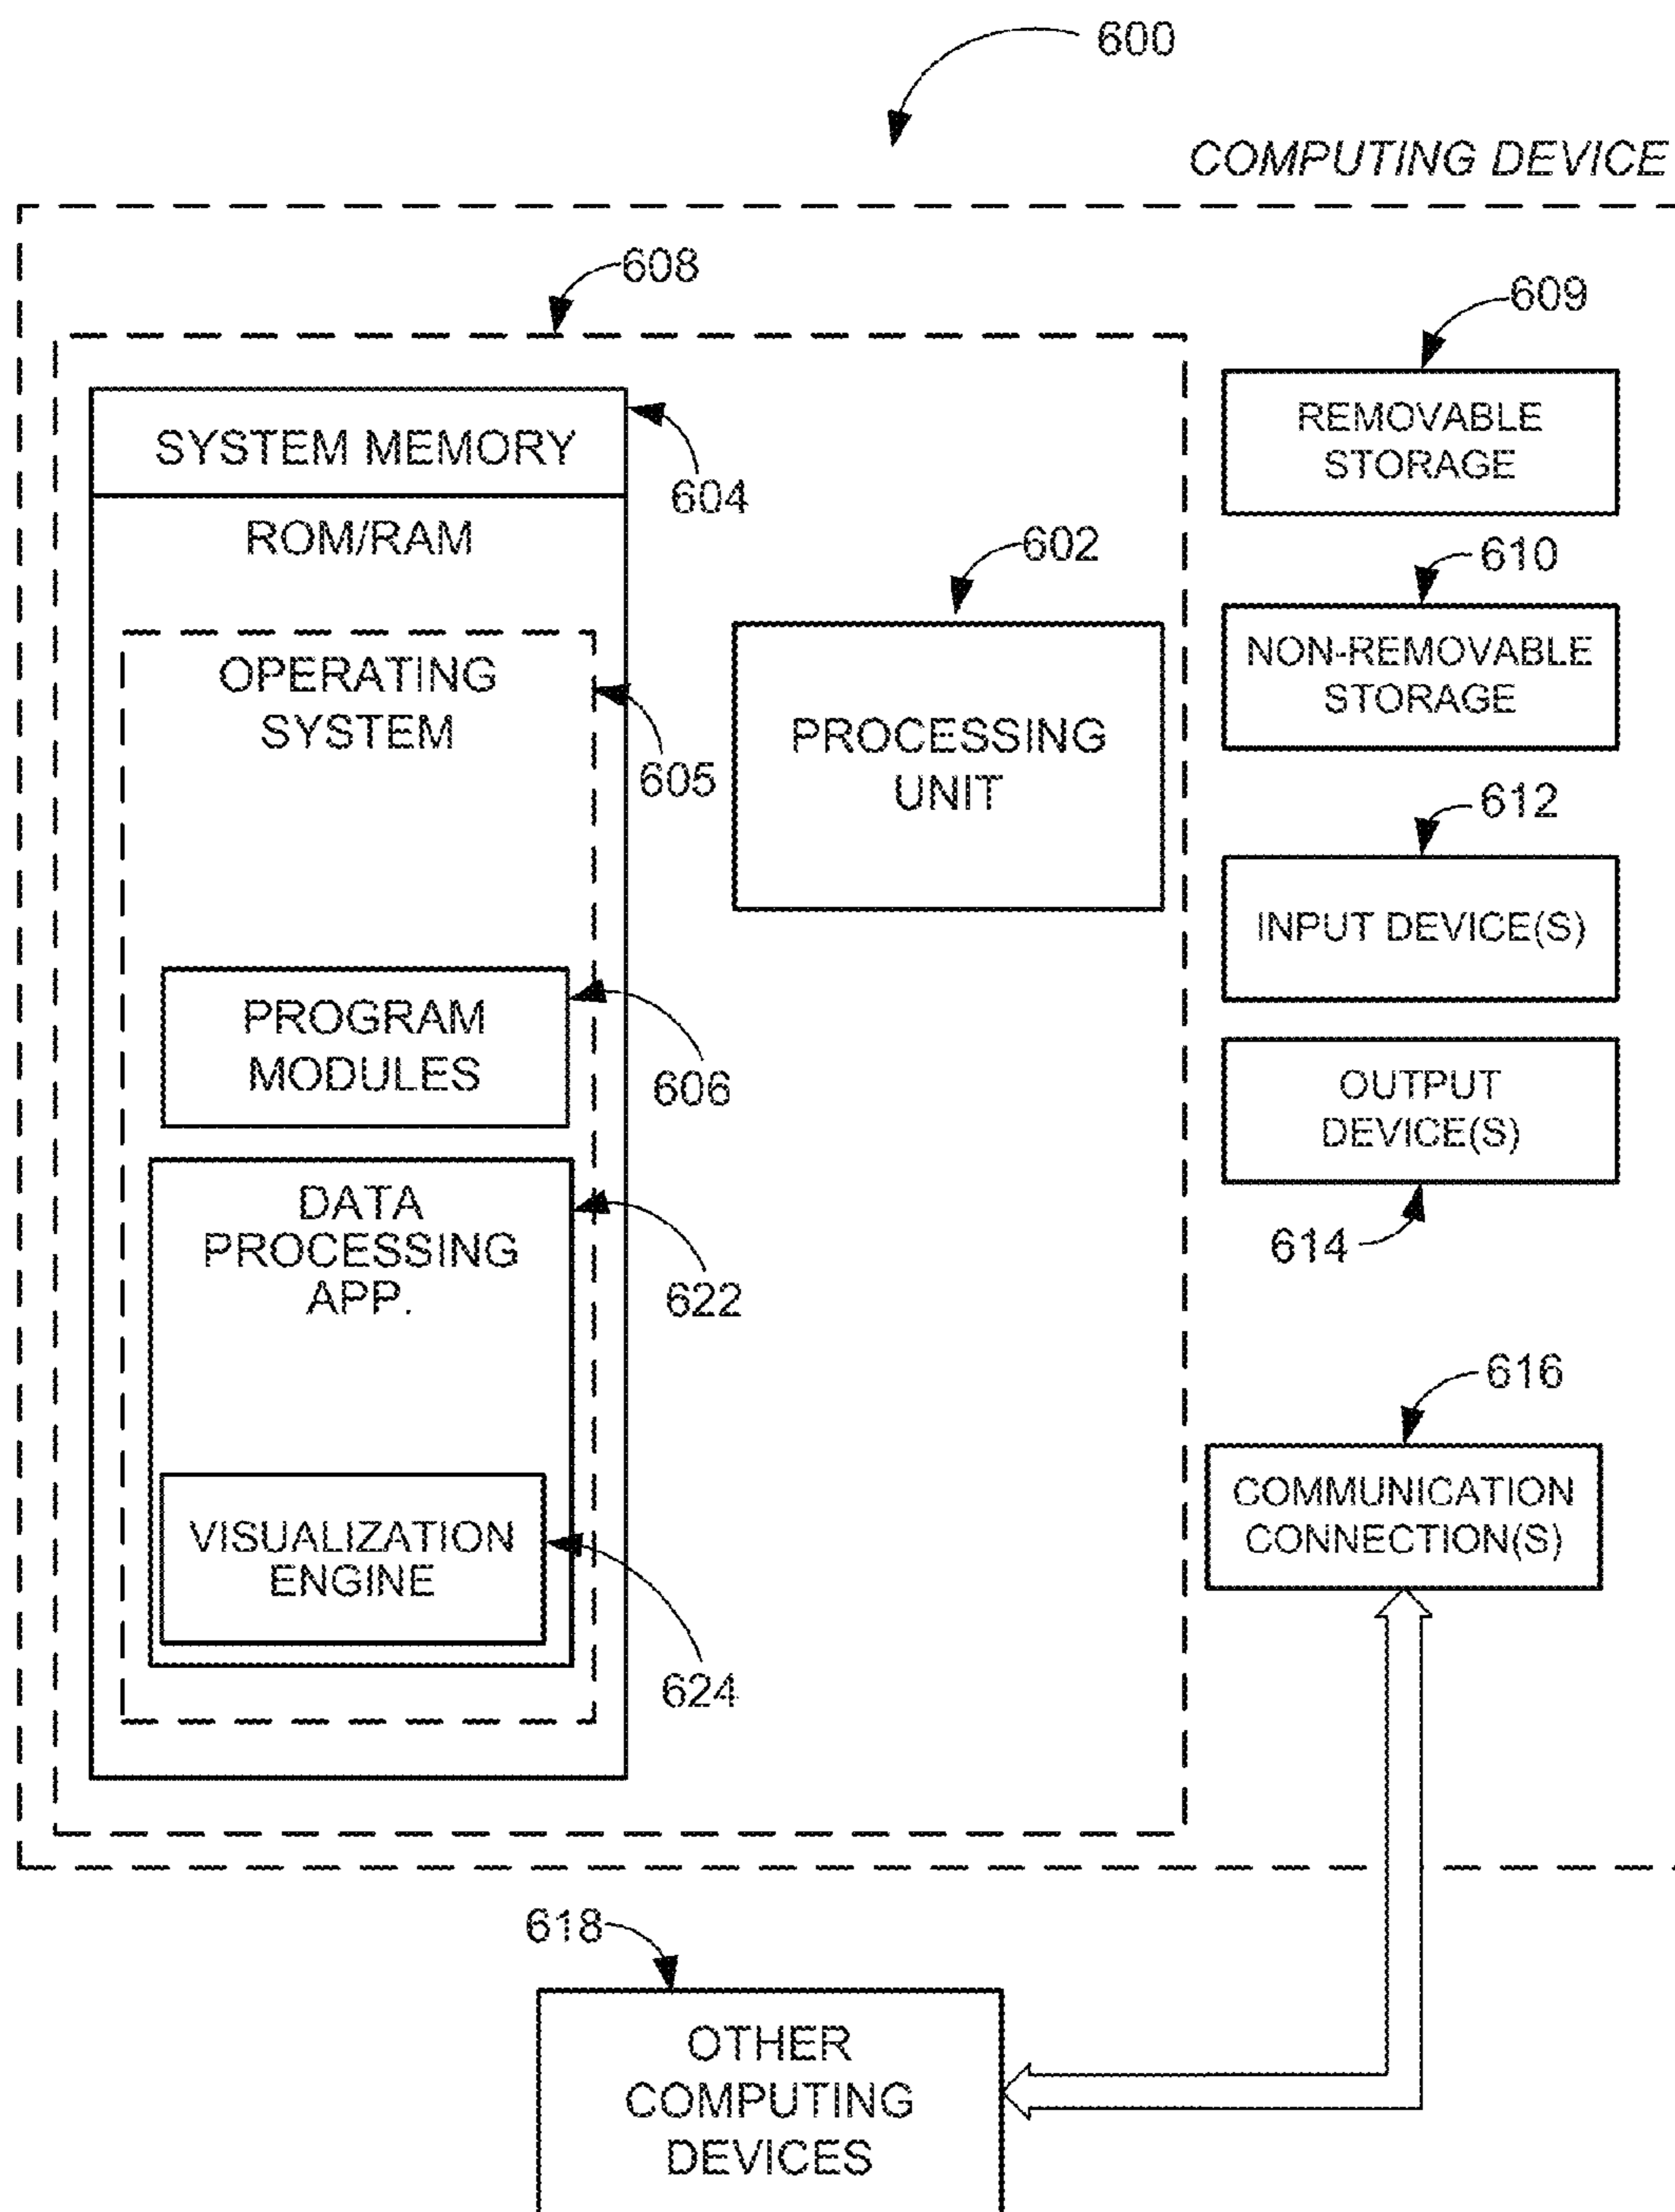 600
COMPUTING DEVICE
608
609
SYSTEM MEMORY
604
REMOVABLE
STORAGE
ROM/RAM
602
610
OPERATING
SYSTEM
605
PROCESSING
UNIT
NON-REMOVABLE
STORAGE
612
INPUT DEVICE(S)
PROGRAM
MODULES
606
OUTPUT
DEVICE(S)
614
DATA
PROCESSING
APP.
622
616
COMMUNICATION
CONNECTION(S)
VISUALIZATION
ENGINE
624
618
OTHER
COMPUTING
DEVICES